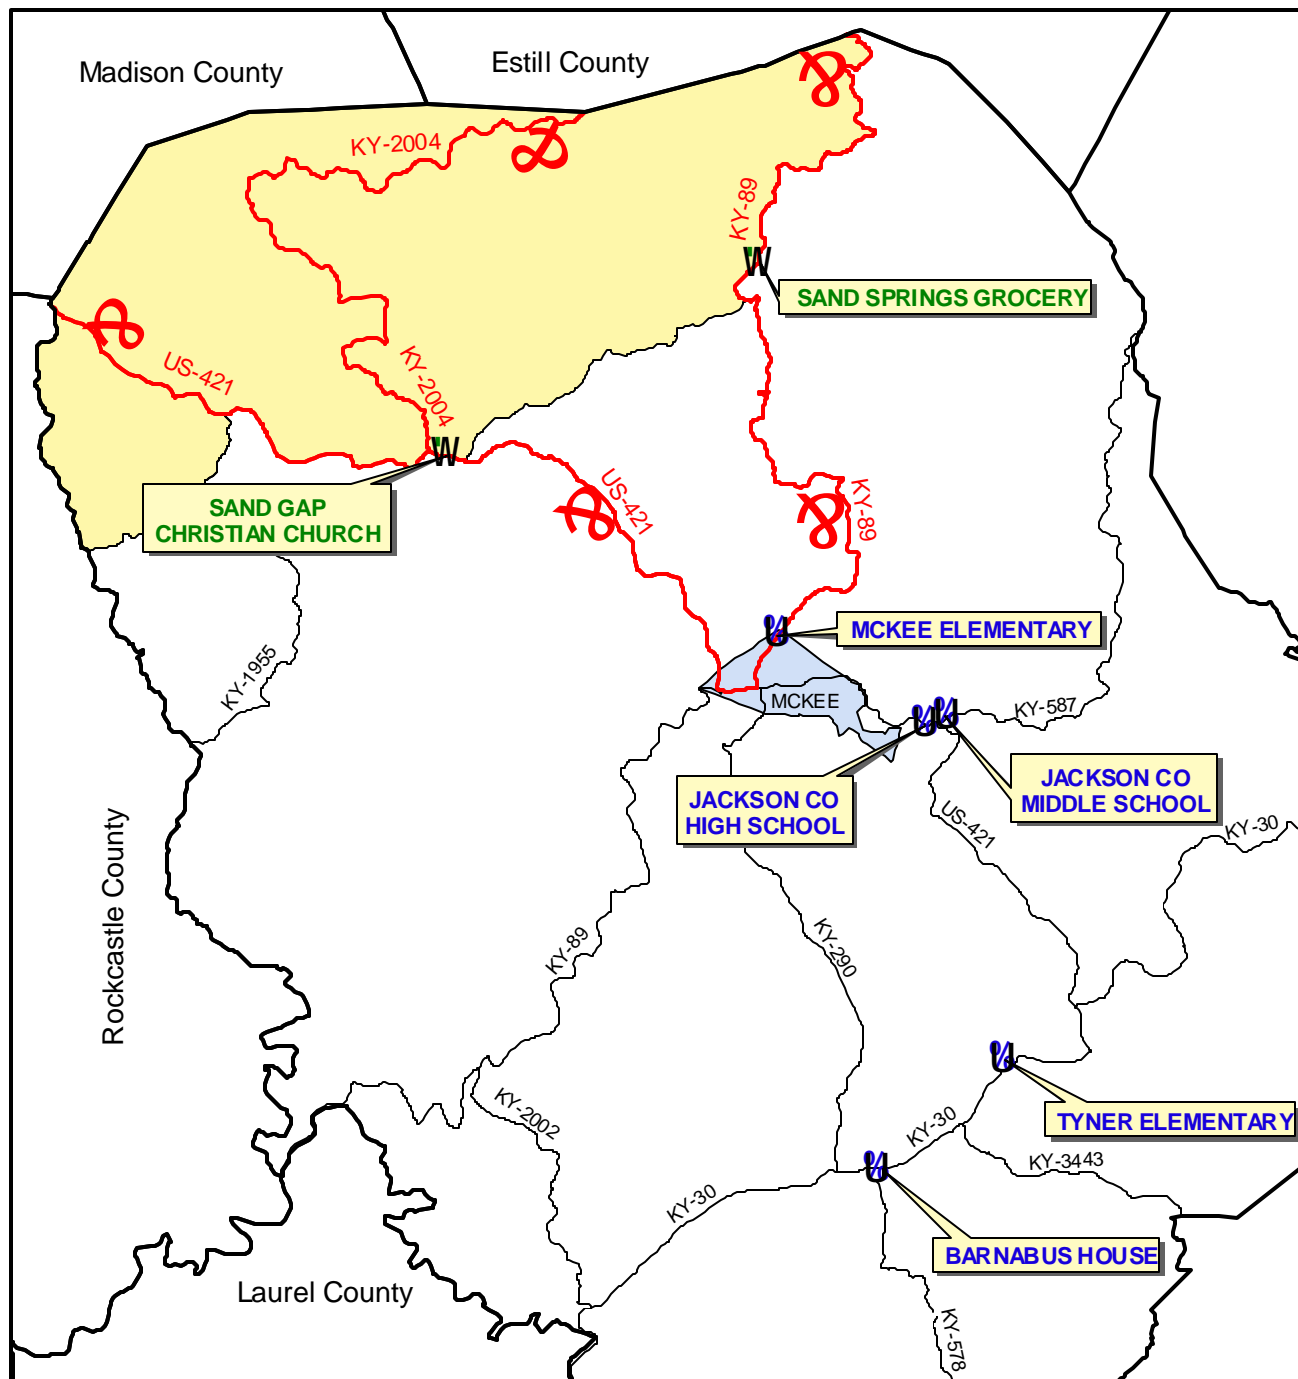 Madison County
Estill County
KY-2004
KY-89
W
SAND SPRINGS GROCERY
US-421
KY-2004
W
SAND GAP
CHRISTIAN CHURCH
US-421
KY-89
MCKEE ELEMENTARY
KY-1955
MCKEE
KY-587
JACKSON CO
HIGH SCHOOL
JACKSON CO
MIDDLE SCHOOL
US-421
KY-30
Rockcastle County
KY-89
KY-290
TYNER ELEMENTARY
KY-2002
KY-30
KY-3443
KY-30
BARNABUS HOUSE
Laurel County
KY-578